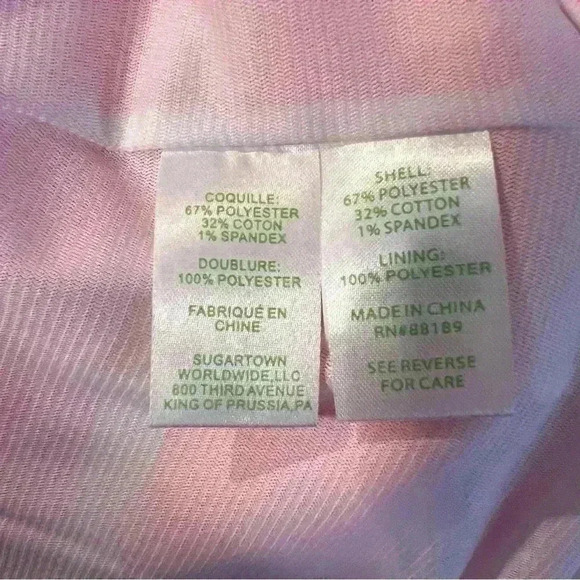 COQUILLE:
67% POLYESTER
32% COTON
1% SPANDEX
DOUBLURE:
100% POLYESTER
FABRIQUÉ EN
CHINE
SUGARTOWN
WORLDWIDE,LLC
800 THIRD AVENUE
KING OF PRUSSIA,PA
SHELL:
67% POLYESTER
32% COTTON
1% SPANDEX
LINING:
100% POLYESTER
MADE IN CHINA
RN#88189
SEE REVERSE
FOR CARE